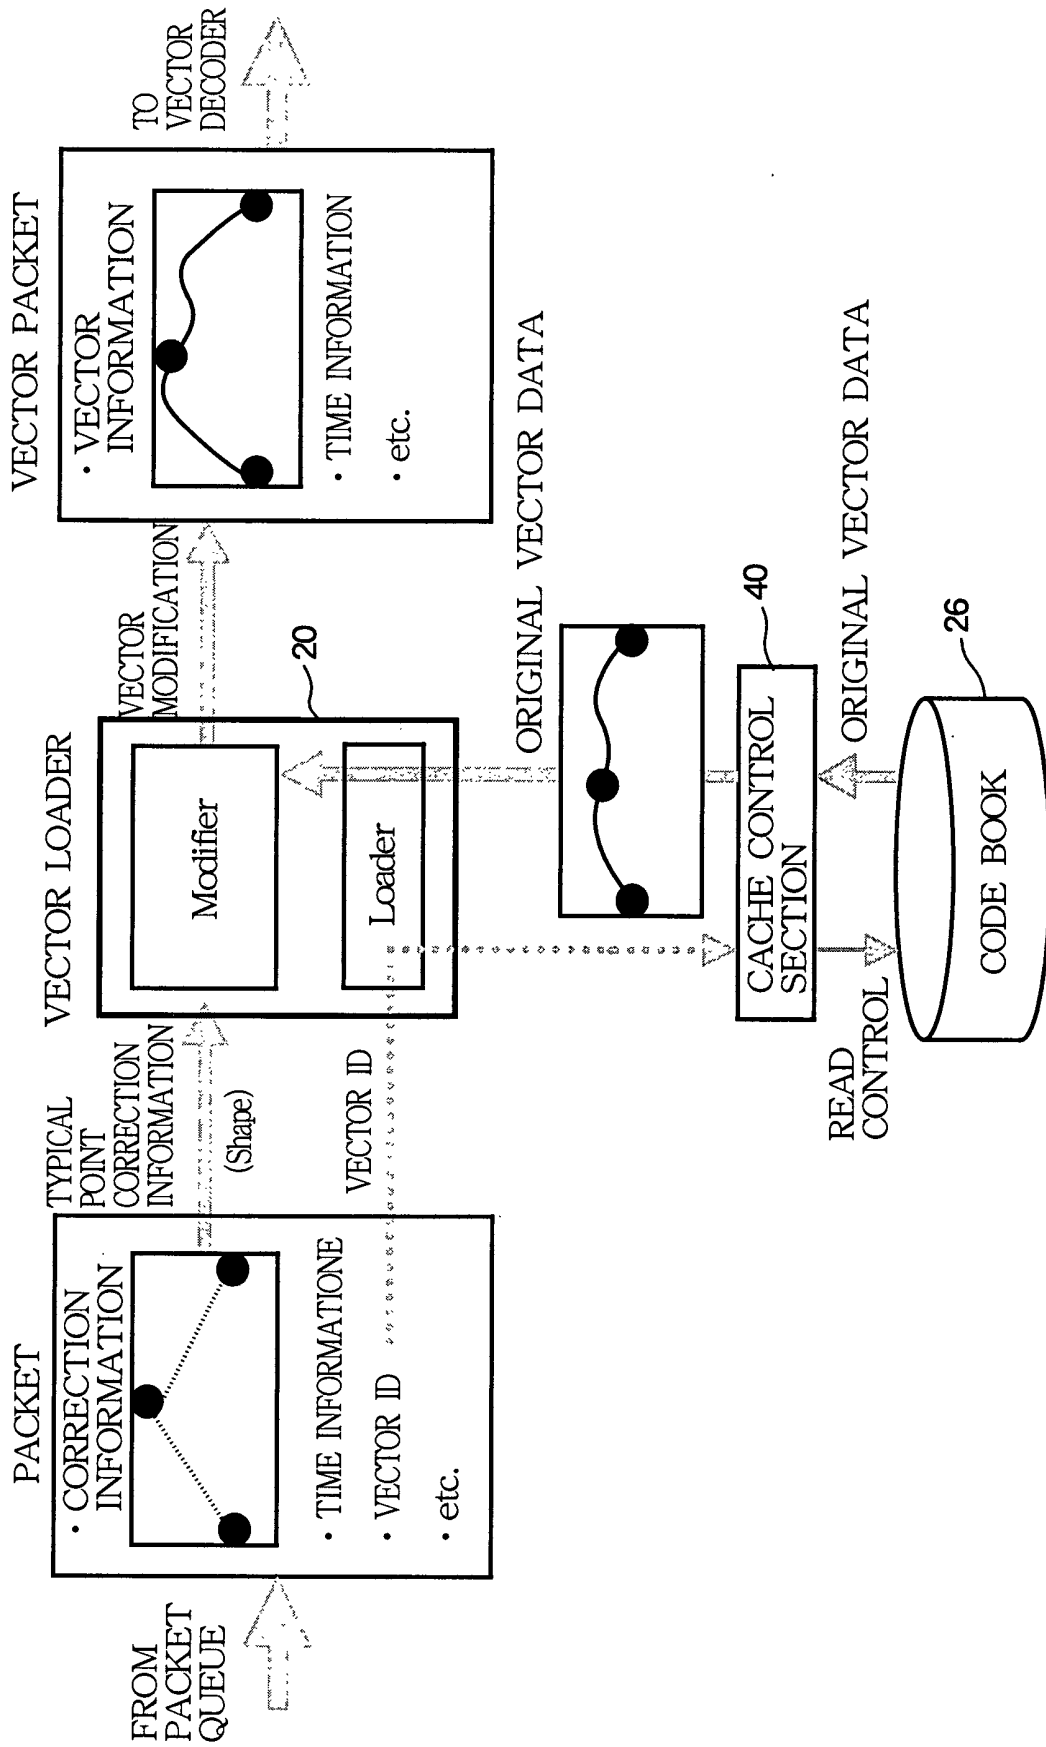 FROM
PACKET
QUEUE
PACKET
· CORRECTION
INFORMATION
· TIME INFORMATIONE
· VECTOR ID
· etc.
TYPICAL
POINT
CORRECTION
INFORMATION
(Shape)
VECTOR ID
VECTOR LOADER
Modifier
Loader
20
VECTOR
MODIFICATION
VECTOR PACKET
· VECTOR
INFORMATION
· TIME INFORMATION
· etc.
TO
VECTOR
DECODER
ORIGINAL VECTOR DATA
CACHE CONTROL
SECTION
40
READ
CONTROL
ORIGINAL VECTOR DATA
CODE BOOK
26